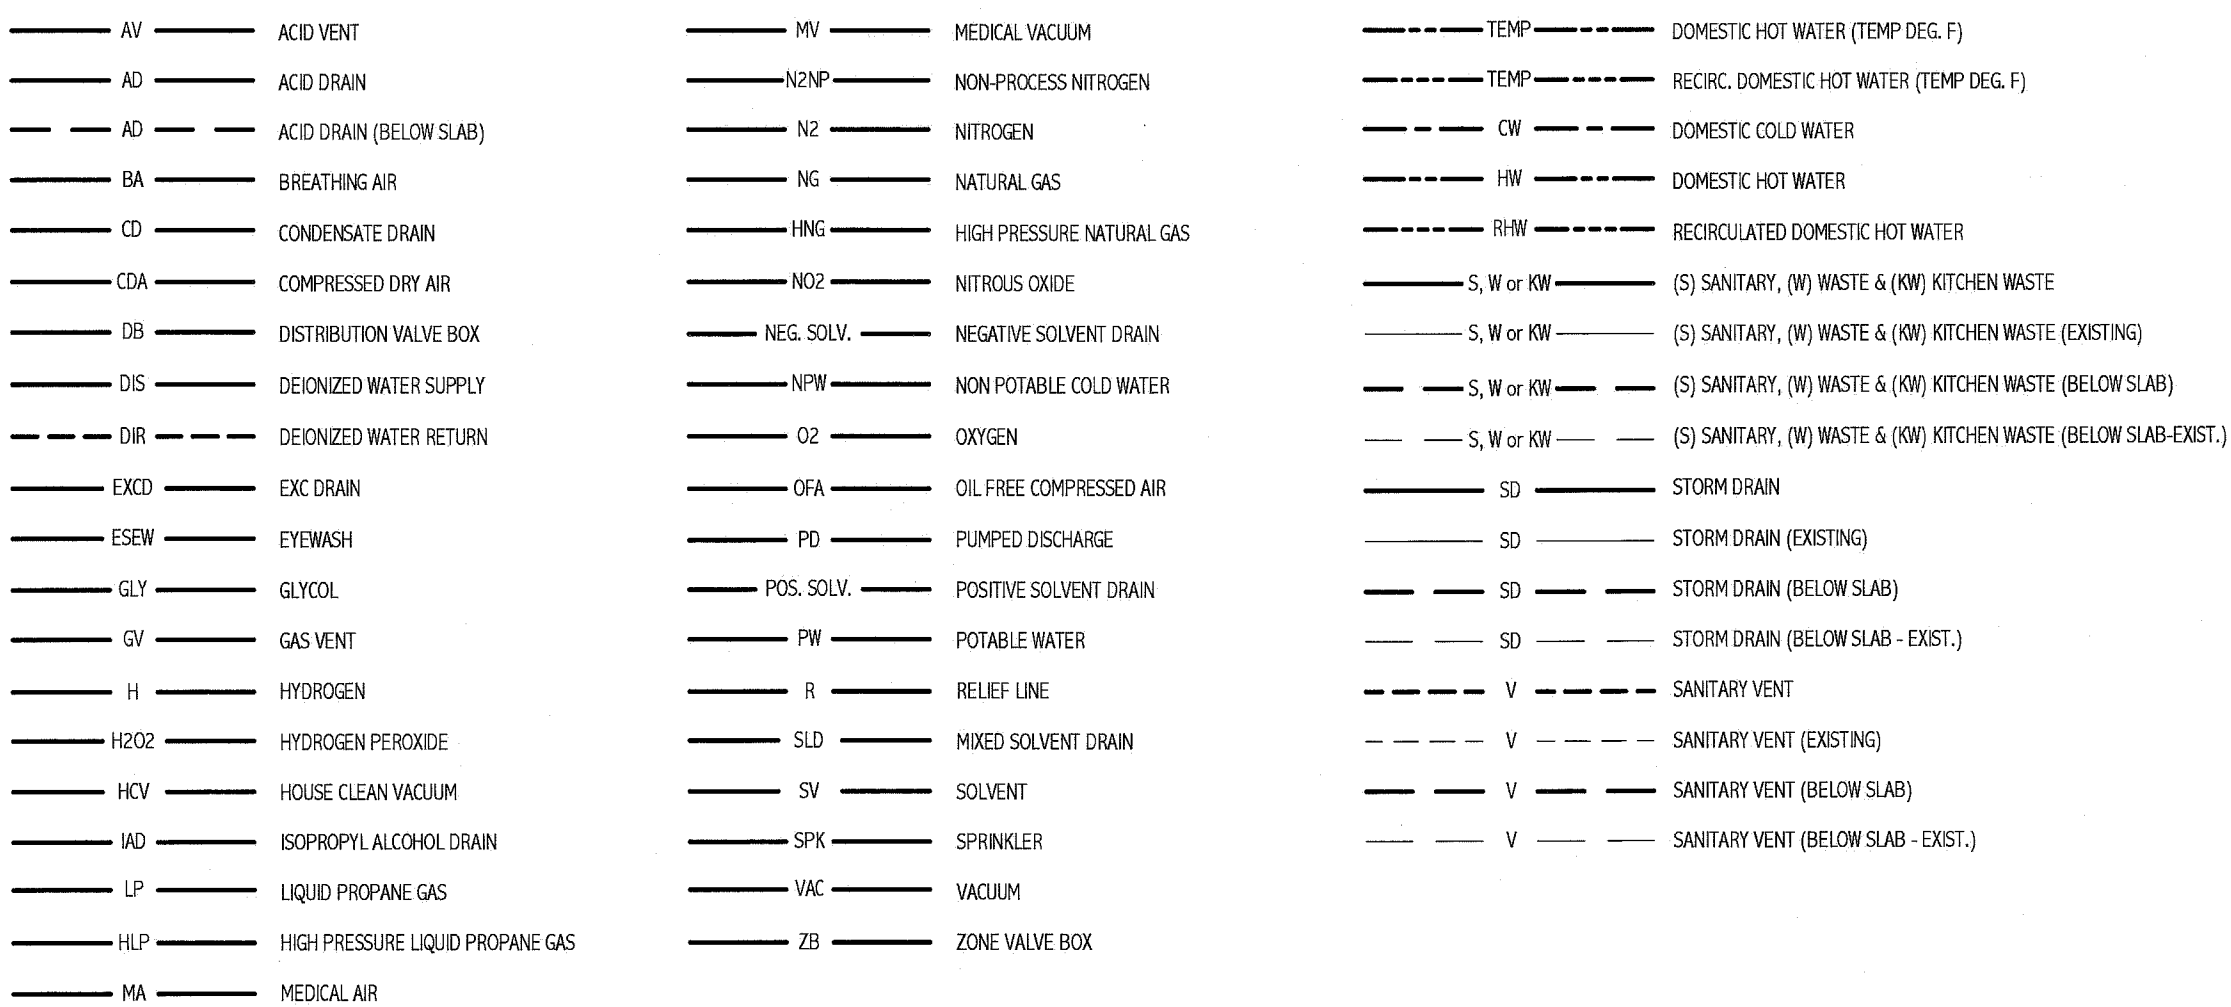 AV ACID VENT
AD ACID DRAIN
AD ACID DRAIN (BELOW SLAB)
BA BREATHING AIR
CD CONDENSATE DRAIN
CDA COMPRESSED DRY AIR
DB DISTRIBUTION VALVE BOX
DIS DEIONIZED WATER SUPPLY
DIR DEIONIZED WATER RETURN
EXCD EXC DRAIN
ESEW EYEWASH
GLY GLYCOL
GV GAS VENT
H HYDROGEN
H2O2 HYDROGEN PEROXIDE
HCV HOUSE CLEAN VACUUM
IAD ISOPROPYL ALCOHOL DRAIN
LP LIQUID PROPANE GAS
HLP HIGH PRESSURE LIQUID PROPANE GAS
MA MEDICAL AIR
MV MEDICAL VACUUM
N2NP NON-PROCESS NITROGEN
N2 NITROGEN
NG NATURAL GAS
HNG HIGH PRESSURE NATURAL GAS
NO2 NITROUS OXIDE
NEG. SOLV. NEGATIVE SOLVENT DRAIN
NPW NON POTABLE COLD WATER
O2 OXYGEN
OFA OIL FREE COMPRESSED AIR
PD PUMPED DISCHARGE
POS. SOLV. POSITIVE SOLVENT DRAIN
PW POTABLE WATER
R RELIEF LINE
SLD MIXED SOLVENT DRAIN
SV SOLVENT
SPK SPRINKLER
VAC VACUUM
ZB ZONE VALVE BOX
TEMP DOMESTIC HOT WATER (TEMP DEG. F)
TEMP RECIRC. DOMESTIC HOT WATER (TEMP DEG. F)
CW DOMESTIC COLD WATER
HW DOMESTIC HOT WATER
RHW RECIRCULATED DOMESTIC HOT WATER
S, W or KW (S) SANITARY, (W) WASTE & (KW) KITCHEN WASTE
S, W or KW (S) SANITARY, (W) WASTE & (KW) KITCHEN WASTE (EXISTING)
S, W or KW (S) SANITARY, (W) WASTE & (KW) KITCHEN WASTE (BELOW SLAB)
S, W or KW (S) SANITARY, (W) WASTE & (KW) KITCHEN WASTE (BELOW SLAB-EXIST.)
SD STORM DRAIN
SD STORM DRAIN (EXISTING)
SD STORM DRAIN (BELOW SLAB)
SD STORM DRAIN (BELOW SLAB - EXIST.)
V SANITARY VENT
V SANITARY VENT (EXISTING)
V SANITARY VENT (BELOW SLAB)
V SANITARY VENT (BELOW SLAB - EXIST.)